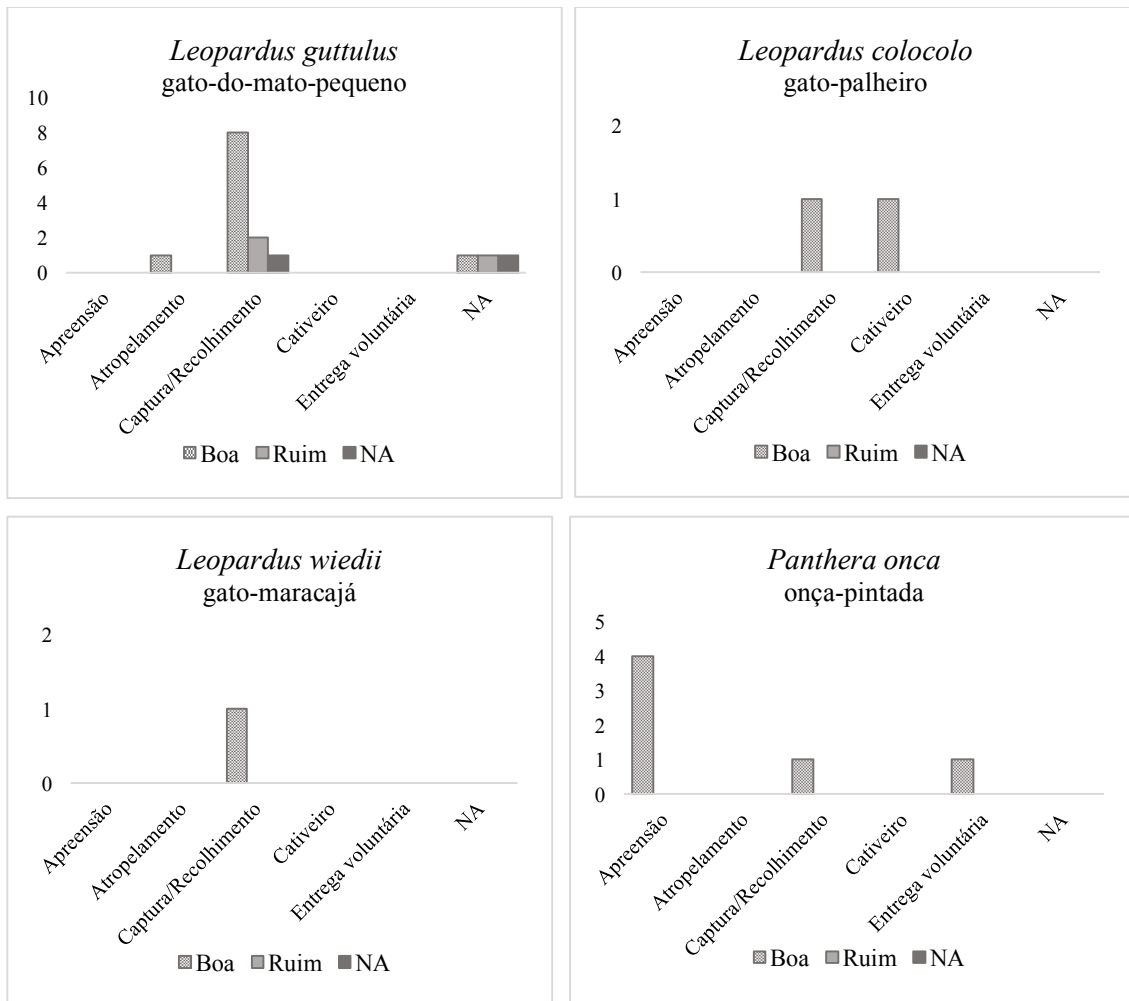 Leopardus guttulus
gato-do-mato-pequeno
10
8
6
4
2
0
Apreensão
Atropelamento
Captura/Recolhimento
Cativeiro
Entrega voluntária
NA
Boa Ruim NA
Leopardus colocolo
gato-palheiro
2
1
0
Apreensão
Atropelamento
Captura/Recolhimento
Cativeiro
Entrega voluntária
NA
Boa Ruim NA
Leopardus wiedii
gato-maracajá
2
1
0
Apreensão
Atropelamento
Captura/Recolhimento
Cativeiro
Entrega voluntária
NA
Boa Ruim NA
Panthera onca
onça-pintada
5
4
3
2
1
0
Apreensão
Atropelamento
Captura/Recolhimento
Cativeiro
Entrega voluntária
NA
Boa Ruim NA